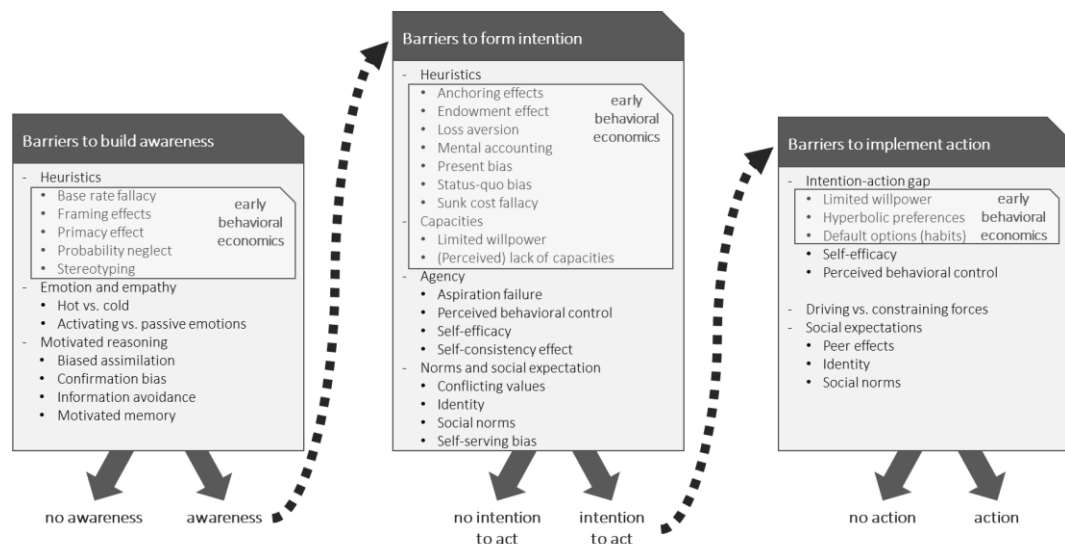 Barriers to build awareness
- Heuristics
• Base rate fallacy
• Framing effects
• Primacy effect
• Probability neglect
• Stereotyping
early
behavioral
economics
- Emotion and empathy
• Hot vs. cold
• Activating vs. passive emotions
- Motivated reasoning
• Biased assimilation
• Confirmation bias
• Information avoidance
• Motivated memory
no awareness
awareness
Barriers to form intention
- Heuristics
• Anchoring effects
• Endowment effect
• Loss aversion
• Mental accounting
• Present bias
• Status-quo bias
• Sunk cost fallacy
early
behavioral
economics
- Capacities
• Limited willpower
• (Perceived) lack of capacities
- Agency
• Aspiration failure
• Perceived behavioral control
• Self-efficacy
• Self-consistency effect
- Norms and social expectation
• Conflicting values
• Identity
• Social norms
• Self-serving bias
no intention
to act
intention
to act
Barriers to implement action
- Intention-action gap
• Limited willpower
• Hyperbolic preferences
• Default options (habits)
early
behavioral
economics
• Self-efficacy
• Perceived behavioral control
- Driving vs. constraining forces
- Social expectations
• Peer effects
• Identity
• Social norms
no action
action